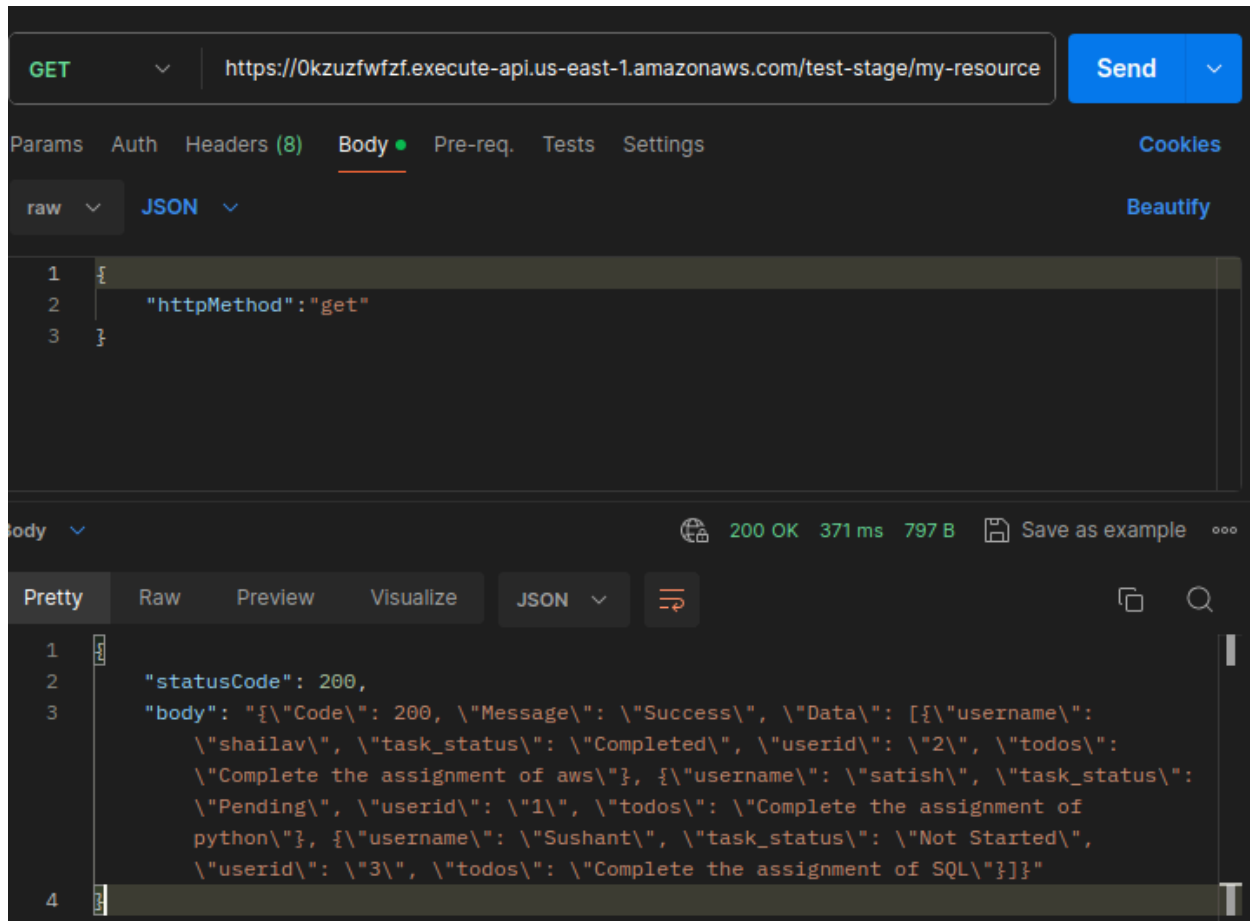 GET https://0kzuzfwfzf.execute-api.us-east-1.amazonaws.com/test-stage/my-resource Send
Params Auth Headers (8) Body Pre-req. Tests Settings Cookies
raw JSON Beautify
1 {
2 "httpMethod":"get"
3 }
Body 200 OK 371 ms 797 B Save as example
Pretty Raw Preview Visualize JSON
1 {
2 "statusCode": 200,
3 "body": "{\"Code\": 200, \"Message\": \"Success\", \"Data\": [{\"username\":
\"shailav\", \"task_status\": \"Completed\", \"userid\": \"2\", \"todos\":
\"Complete the assignment of aws\"}, {\"username\": \"satish\", \"task_status\":
\"Pending\", \"userid\": \"1\", \"todos\": \"Complete the assignment of
python\"}, {\"username\": \"Sushant\", \"task_status\": \"Not Started\",
\"userid\": \"3\", \"todos\": \"Complete the assignment of SQL\"}]}"
4 }